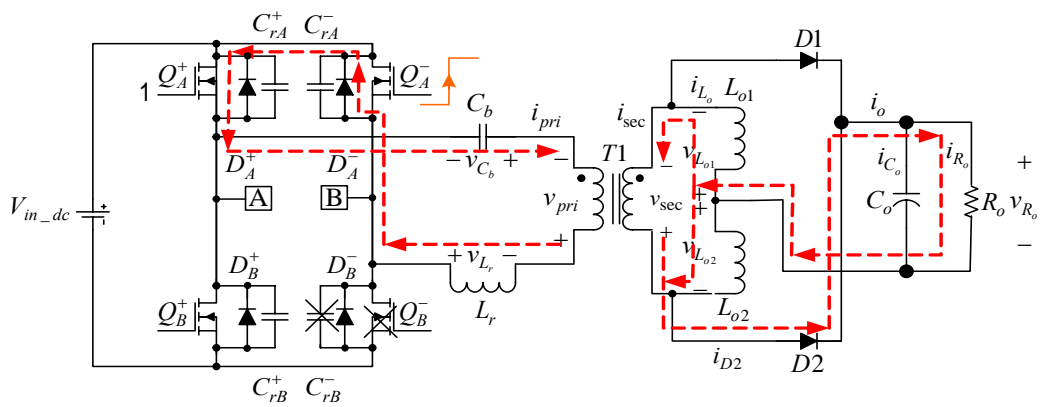 C_{rA}^{+} C_{rA}^{-}
D1
1 Q_A^{+} Q_A^{-}
C_b i_{pri} i_{sec} i_{L_o} L_{o1} i_o
D_A^{+} D_A^{-} − v_{C_b} + − T1 − v_{L_{o1}} i_{C_o} i_{R_o}
V_{in\_dc} A B v_{pri} v_{sec} + + C_o R_o + v_{R_o} −
D_B^{+} D_B^{-} + v_{L_r} − + + v_{L_{o2}} −
L_r L_{o2}
Q_B^{+} Q_B^{-}
i_{D2} D2
C_{rB}^{+} C_{rB}^{-}